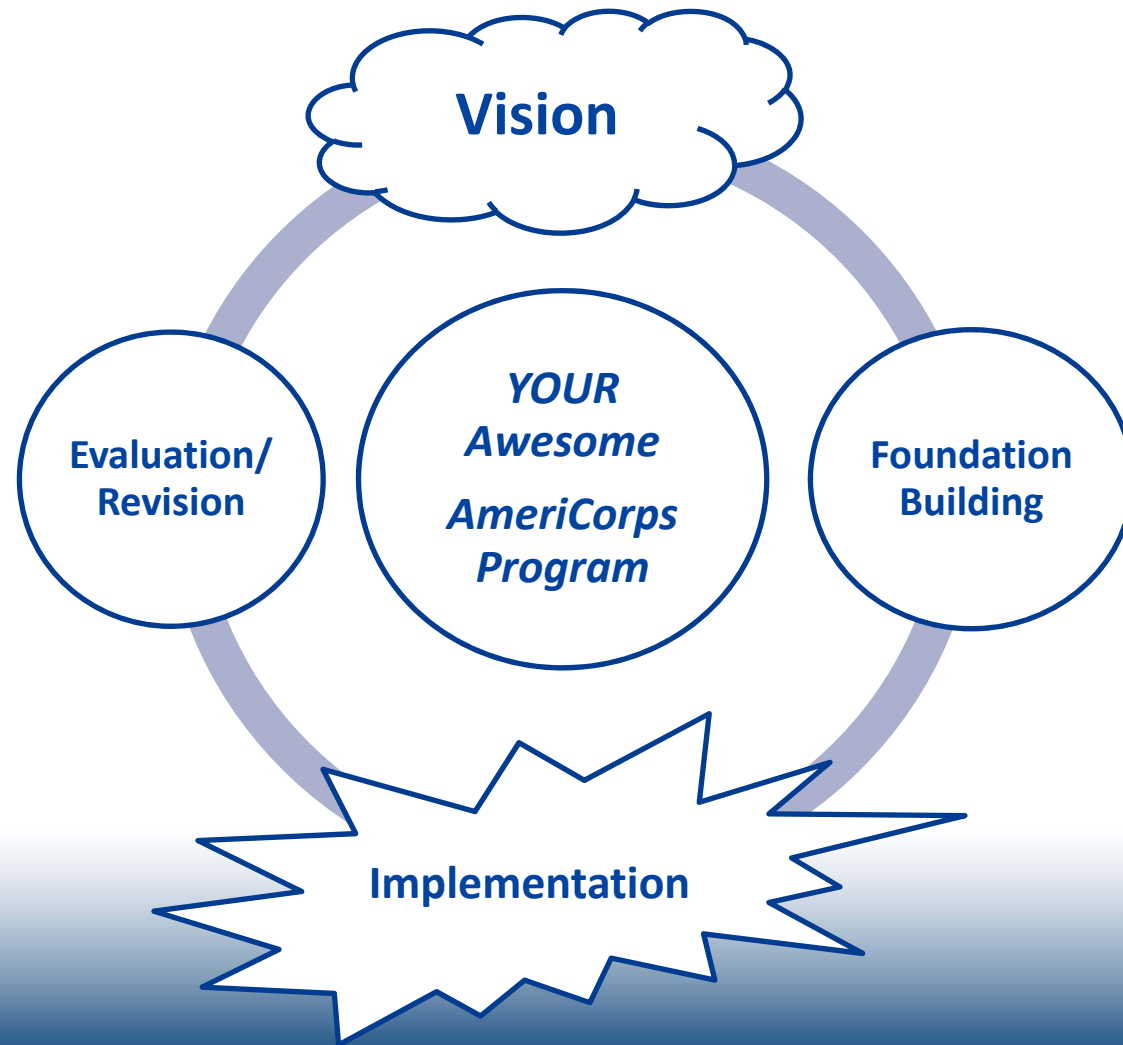 Vision
YOUR
Awesome
AmeriCorps
Program
Evaluation/
Revision
Foundation
Building
Implementation